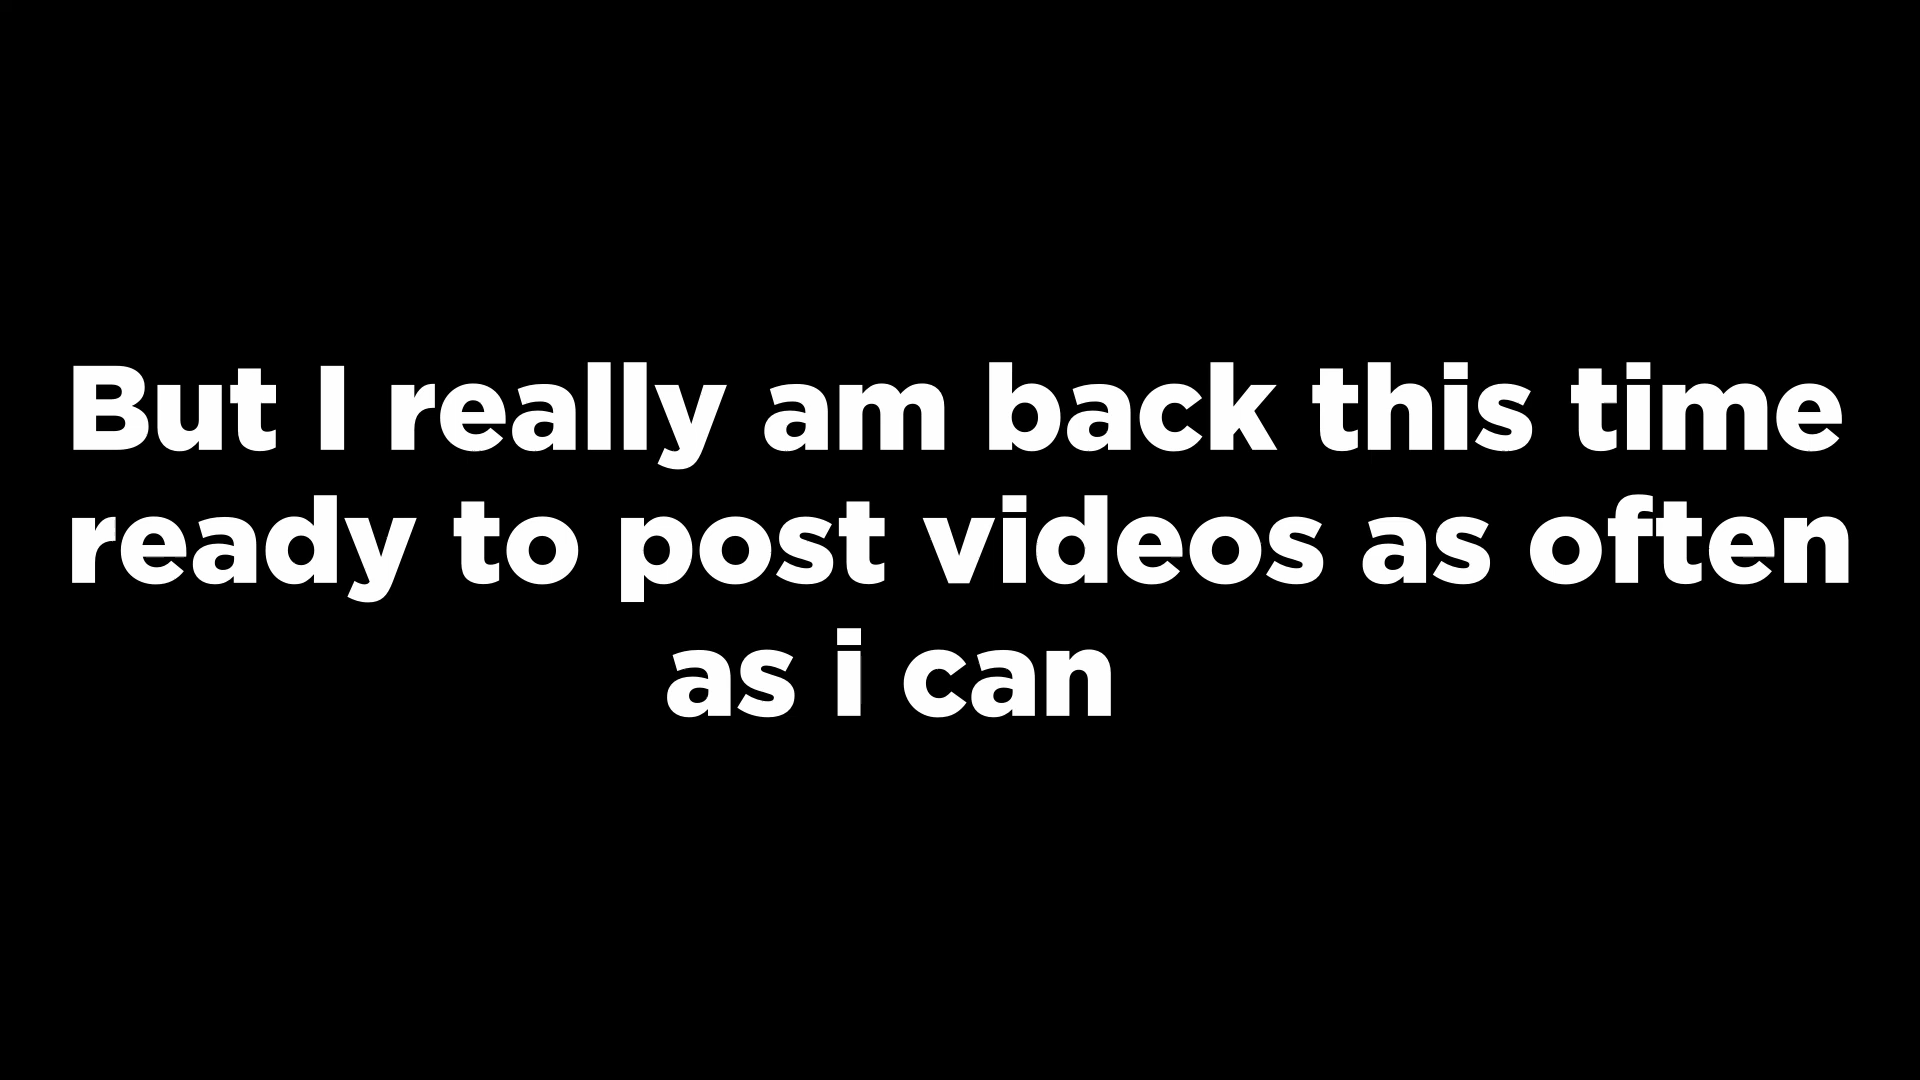 But I really am back this time
ready to post videos as often
as i can